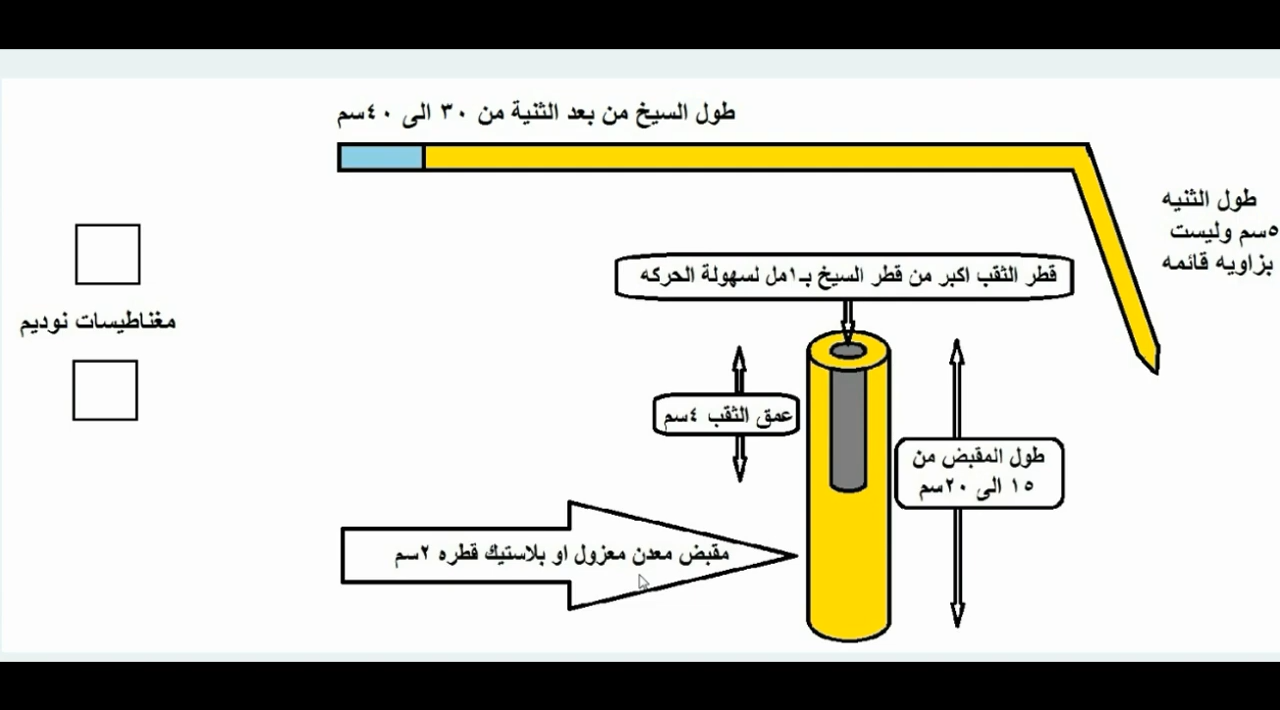 طول السيخ من بعد الثنية من ٣٠ الى ٤٠سم
طول الثنيه
٥سم وليست
بزاويه قائمه
قطر الثقب اكبر من قطر السيخ بـ١مل لسهولة الحركه
مغناطيسات نوديم
عمق الثقب ٤سم
طول المقبض من
١٥ الى ٢٠سم
مقبض معدن معزول او بلاستيك قطره ٢سم